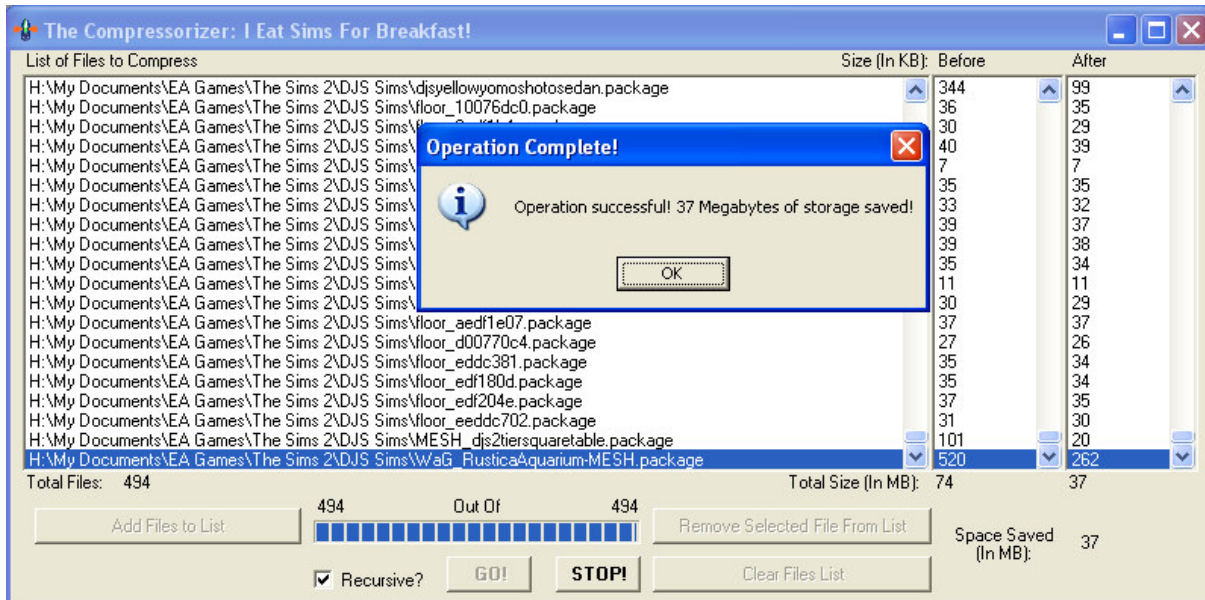 The Compressorizer: I Eat Sims For Breakfast!
List of Files to Compress Size (In KB): Before After
H:\My Documents\EA Games\The Sims 2\DJS Sims\djsyellowyomoshotosedan.package 344 99
H:\My Documents\EA Games\The Sims 2\DJS Sims\floor_10076dc0.package 36 35
H:\My Documents\EA Games\The Sims 2\DJS Sims\ 30 29
H:\My Documents\EA Games\The Sims 2\DJS Sims\ 40 39
H:\My Documents\EA Games\The Sims 2\DJS Sims\ 7 7
H:\My Documents\EA Games\The Sims 2\DJS Sims\ 35 35
H:\My Documents\EA Games\The Sims 2\DJS Sims\ 33 32
H:\My Documents\EA Games\The Sims 2\DJS Sims\ 39 37
H:\My Documents\EA Games\The Sims 2\DJS Sims\ 39 38
H:\My Documents\EA Games\The Sims 2\DJS Sims\ 35 34
H:\My Documents\EA Games\The Sims 2\DJS Sims\ 11 11
H:\My Documents\EA Games\The Sims 2\DJS Sims\ 30 29
Operation Complete!
Operation successful! 37 Megabytes of storage saved!
OK
H:\My Documents\EA Games\The Sims 2\DJS Sims\floor_aedf1e07.package 37 37
H:\My Documents\EA Games\The Sims 2\DJS Sims\floor_d00770c4.package 27 26
H:\My Documents\EA Games\The Sims 2\DJS Sims\floor_eddc381.package 35 34
H:\My Documents\EA Games\The Sims 2\DJS Sims\floor_edf180d.package 35 34
H:\My Documents\EA Games\The Sims 2\DJS Sims\floor_edf204e.package 37 35
H:\My Documents\EA Games\The Sims 2\DJS Sims\floor_eeddc702.package 31 30
H:\My Documents\EA Games\The Sims 2\DJS Sims\MESH_djs2tiersquaretable.package 101 20
H:\My Documents\EA Games\The Sims 2\DJS Sims\WaG_RusticaAquarium-MESH.package 520 262
Total Files: 494 Total Size (In MB): 74 37
494 Out Of 494
Add Files to List Remove Selected File From List
Space Saved (In MB): 37
Recursive? GO! STOP! Clear Files List